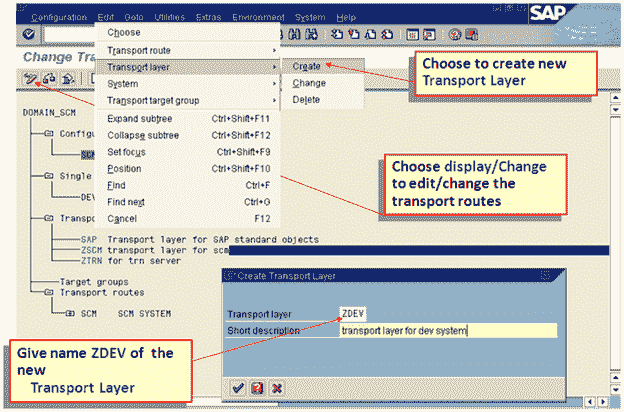 Configuration Edit Goto Utilities Extras Environment System Help
SAP
Change Tra
Choose
Transport route
Transport layer
System
Transport target group
Expand subtree Ctrl+Shift+F11
Collapse subtree Ctrl+Shift+F12
Set focus Ctrl+Shift+F9
Position Ctrl+Shift+F10
Find Ctrl+F
Find next Ctrl+G
Cancel F12
Create
Change
Delete
Choose to create new
Transport Layer
Choose display/Change
to edit/change the
transport routes
DOMAIN_SCM
Configu
SCM
Single
DEV
Transpo
SAP Transport layer for SAP standard objects
ZSCM transport layer for scm
ZTRN for trn server
Target groups
Transport routes
SCM SCM SYSTEM
Create Transport Layer
Transport layer ZDEV
Short description transport layer for dev system
Give name ZDEV of the
new
Transport Layer